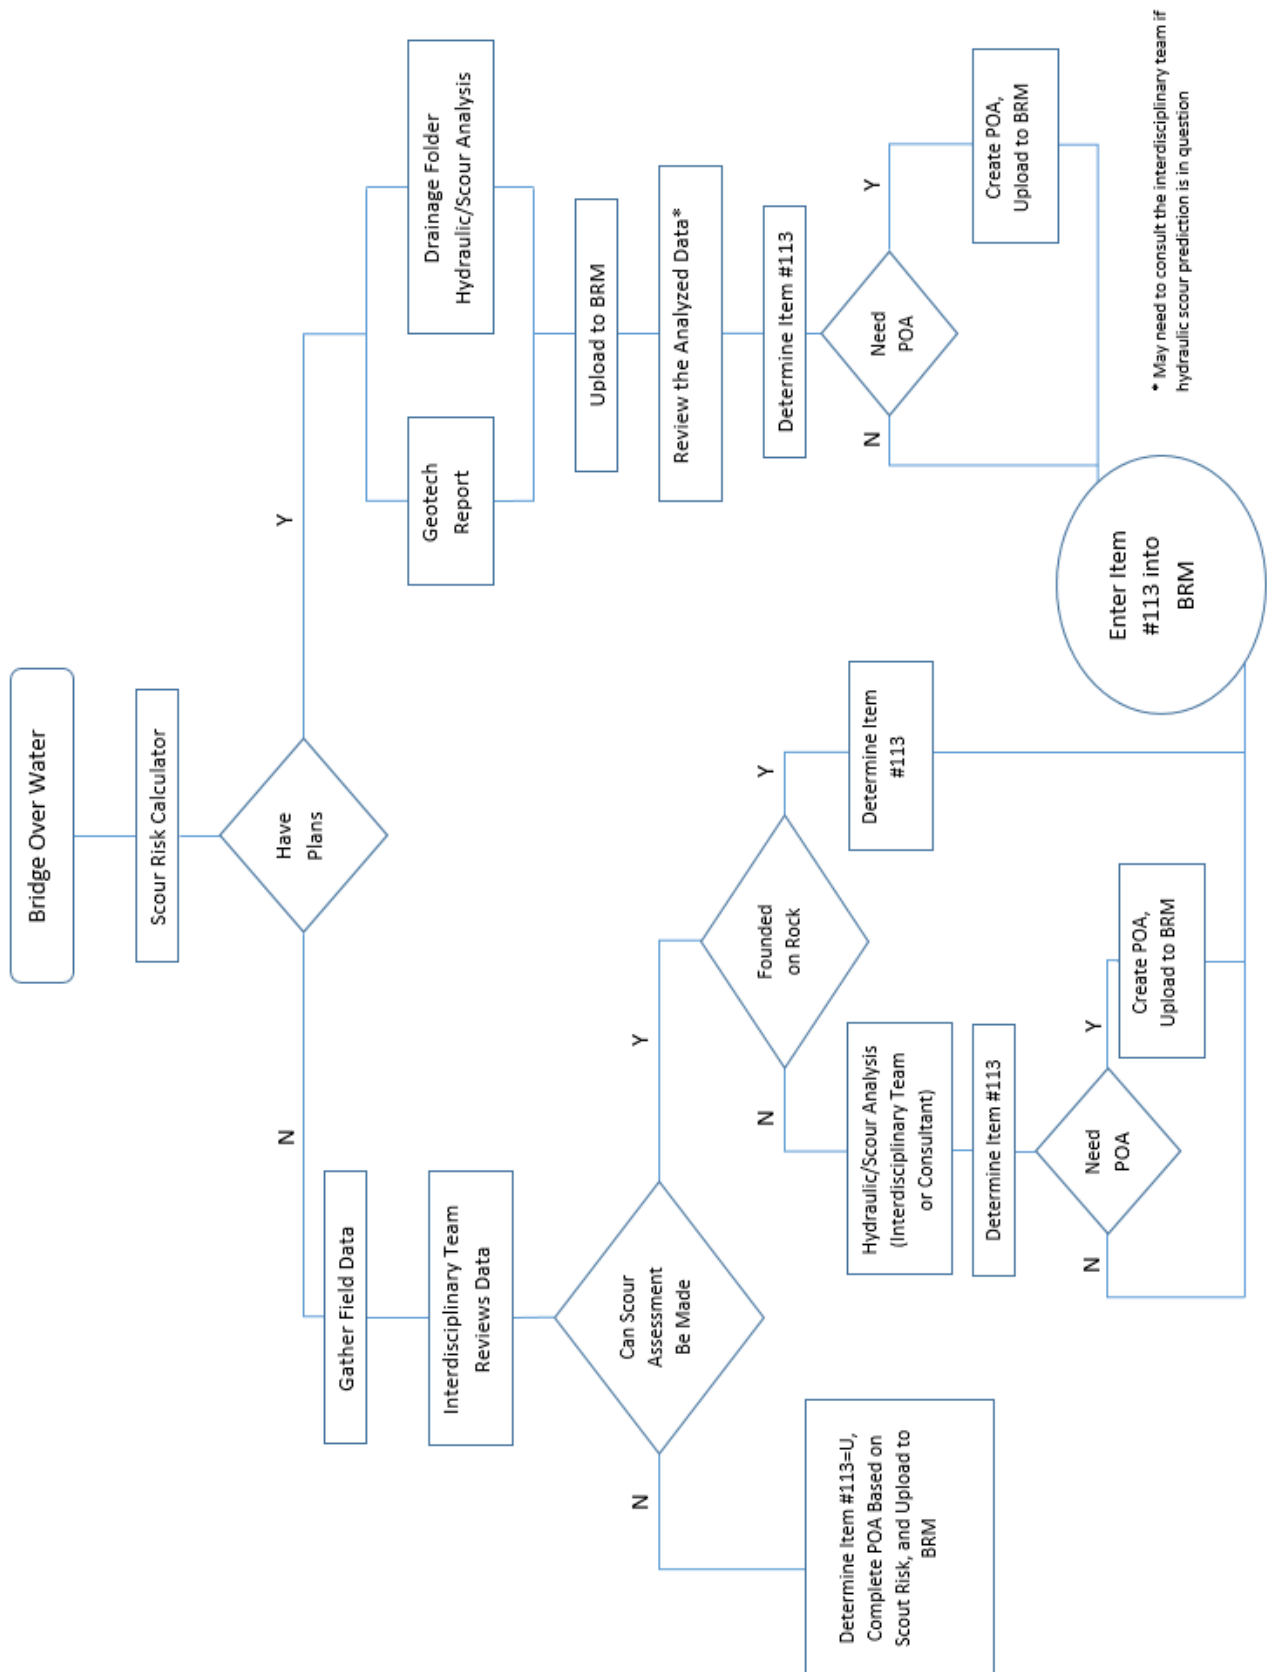 Bridge Over Water
Scour Risk Calculator
Have
Plans
N
Y
Gather Field Data
Interdisciplinary Team
Reviews Data
Can Scour
Assessment
Be Made
N
Y
Determine Item #113=U,
Complete POA Based on
Scout Risk, and Upload to
BRM
Founded
on Rock
N
Y
Hydraulic/Scour Analysis
(Interdisciplinary Team
or Consultant)
Determine Item #113
Need
POA
N
Y
Create POA,
Upload to BRM
Determine Item
#113
Geotech
Report
Drainage Folder
Hydraulic/Scour Analysis
Upload to BRM
Review the Analyzed Data*
Determine Item #113
Need
POA
N
Y
Create POA,
Upload to BRM
Enter Item
#113 into
BRM
* May need to consult the interdisciplinary team if
hydraulic scour prediction is in question